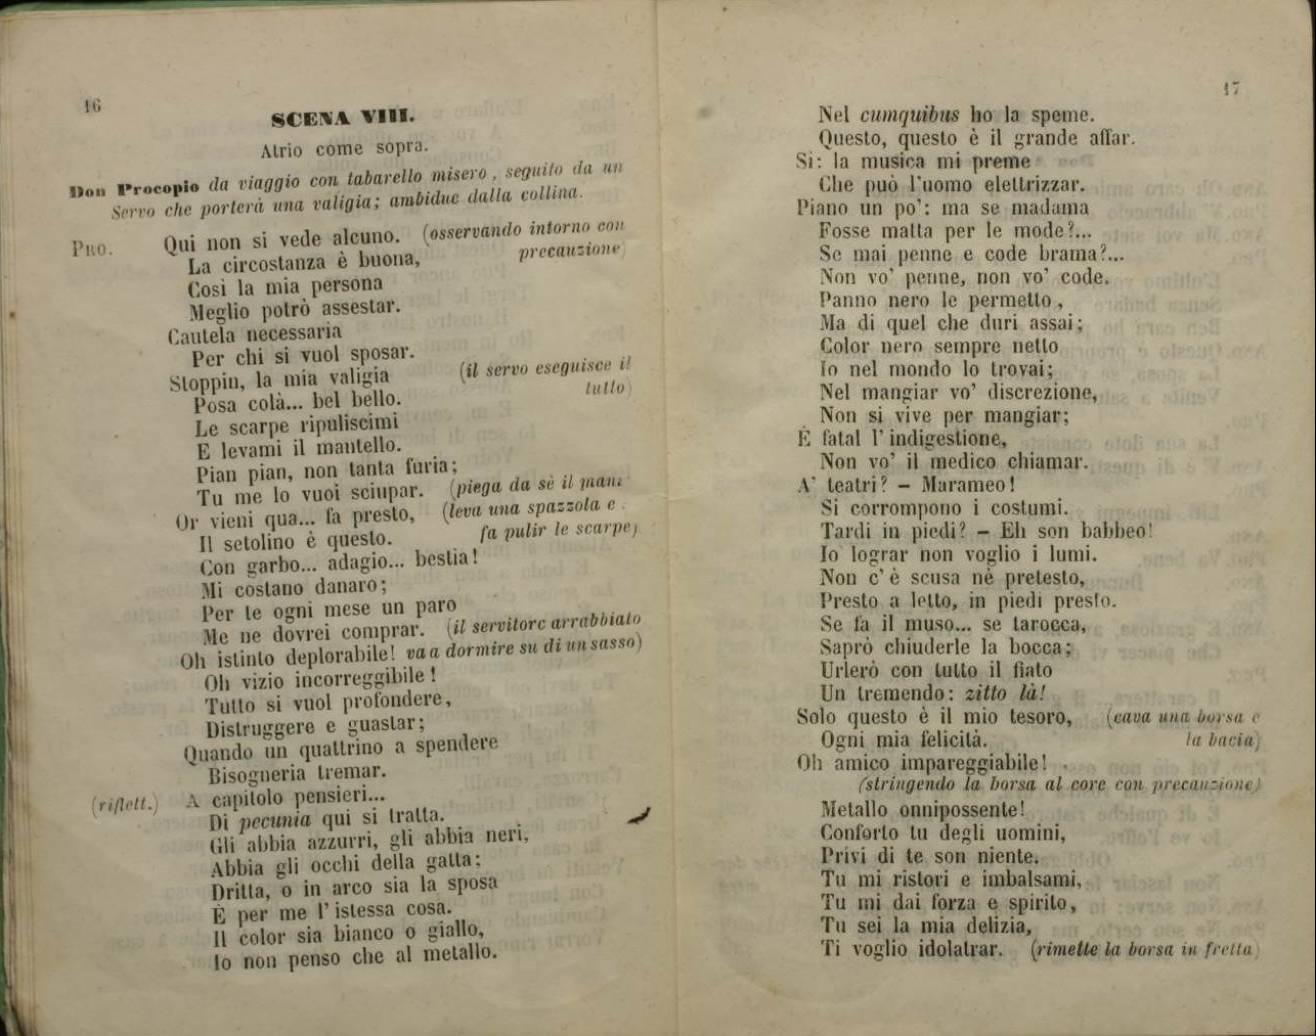 16
SCENA VIII.
Atrio come sopra.
Don Procopio da viaggio con tabarello misero, seguito da un
Servo che porterà una valigia; ambidue dalla collina.
PRO. Qui non si vede alcuno. (osservando intorno con
La circostanza è buona, precauzione)
Così la mia persona
Meglio potrò assestar.
Cautela necessaria
Per chi si vuol sposar.
Stoppin, la mia valigia (il servo eseguisce il
Posa colà... bel bello. tutto)
Le scarpe ripuliscimi
E levami il mantello.
Pian pian, non tanta furia;
Tu me lo vuoi sciupar. (piega da sè il
Or vieni qua... fa presto, (leva una spazzola e
Il setolino è questo. fa pulir le scarpe)
Con garbo... adagio... bestia!
Mi costano danaro;
Per te ogni mese un paro
Me ne dovrei comprar. (il servitore arrabbiato
Oh istinto deplorabile! va a dormire su di un sasso)
Oh vizio incorreggibile!
Tutto si vuol profondere,
Distruggere e guastar;
Quando un quattrino a spendere
Bisogneria tremar.
(riflett.) A capitolo pensieri...
Di pecunia qui si tratta.
Gli abbia azzurri, gli abbia neri,
Abbia gli occhi della gatta;
Dritta, o in arco sia la sposa
È per me l'istessa cosa.
Il color sia bianco o giallo,
Io non penso che al metallo.
17
Nel cumquibus ho la speme.
Questo, questo è il grande affar.
Si: la musica mi preme
Che può l'uomo elettrizzar.
Piano un po': ma se madama
Fosse matta per le mode?...
Se mai penne e code brama?...
Non vo' penne, non vo' code.
Panno nero le permetto,
Ma di quel che duri assai;
Color nero sempre netto
Io nel mondo lo trovai;
Nel mangiar vo' discrezione,
Non si vive per mangiar;
È fatal l'indigestione,
Non vo' il medico chiamar.
A' teatri? – Marameo!
Si corrompono i costumi.
Tardi in piedi? – Eh son babbeo!
Io lograr non voglio i lumi.
Non c'è scusa nè pretesto,
Presto a letto, in piedi presto.
Se fa il muso... se tarocca,
Saprò chiuderle la bocca;
Urlerò con tutto il fiato
Un tremendo: zitto là!
Solo questo è il mio tesoro, (cava una borsa e
Ogni mia felicità. la bacia)
Oh amico impareggiabile!
(stringendo la borsa al core con precauzione)
Metallo onnipossente!
Conforto tu degli uomini,
Privi di te son niente.
Tu mi ristori e imbalsami,
Tu mi dai forza e spirito,
Tu sei la mia delizia,
Ti voglio idolatrar. (rimette la borsa in fretta)